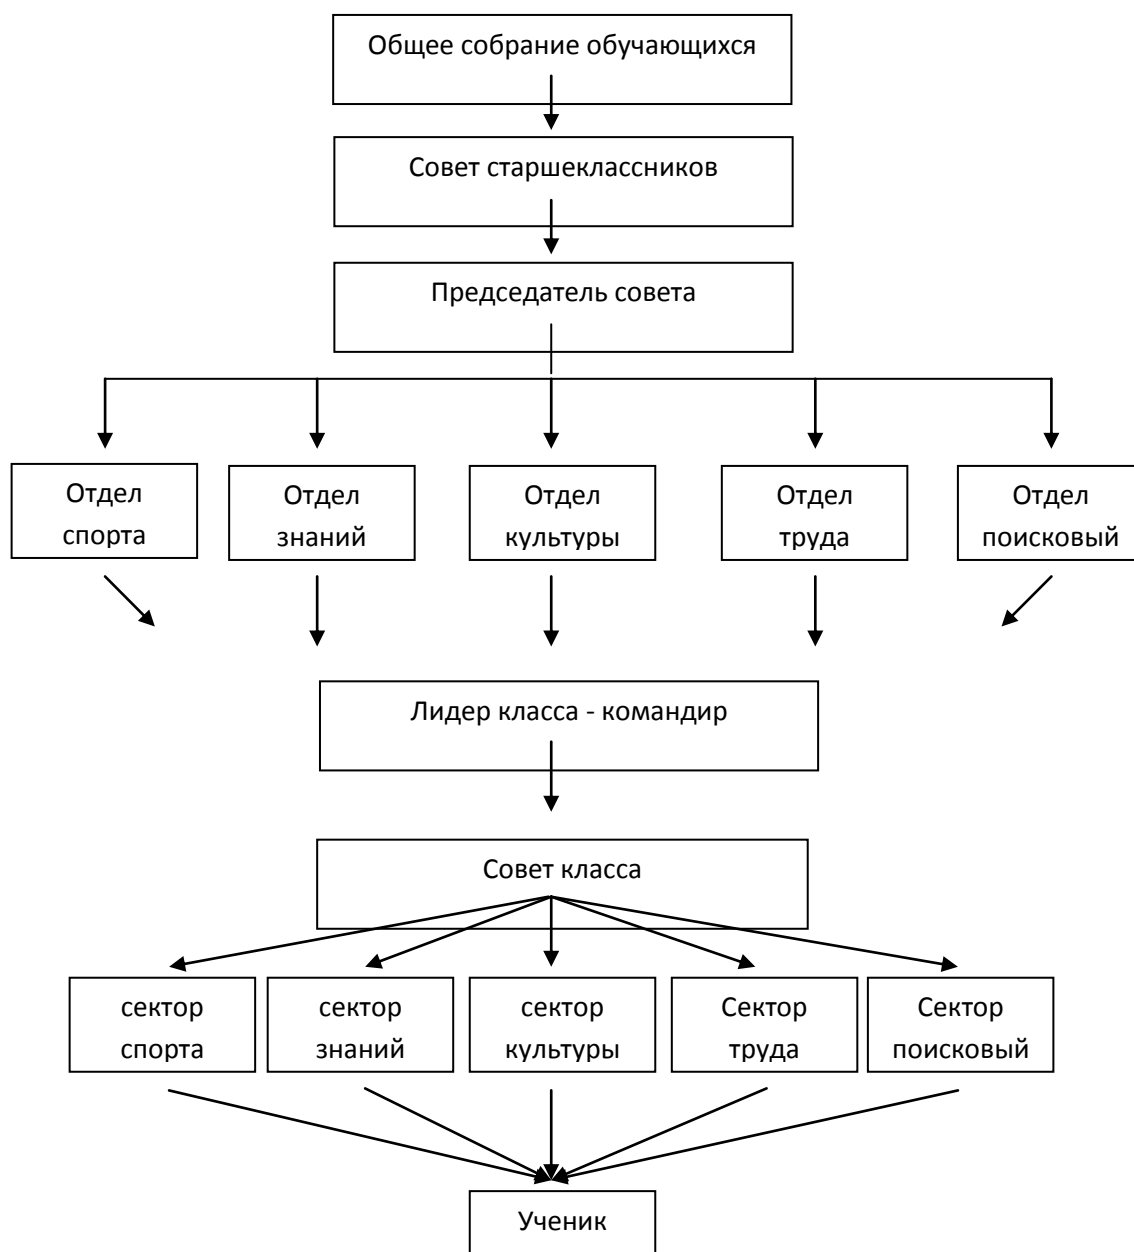 Общее собрание обучающихся
Совет старшеклассников
Председатель совета
Отдел
спорта
Отдел
знаний
Отдел
культуры
Отдел
труда
Отдел
поисковый
Лидер класса - командир
Совет класса
сектор
спорта
сектор
знаний
сектор
культуры
Сектор
труда
Сектор
поисковый
Ученик